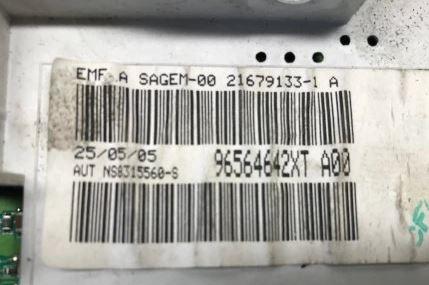 EMF A SAGEM-00 21679133-1 A
25/05/05
96564642XT A00
AUT NS8315560-S